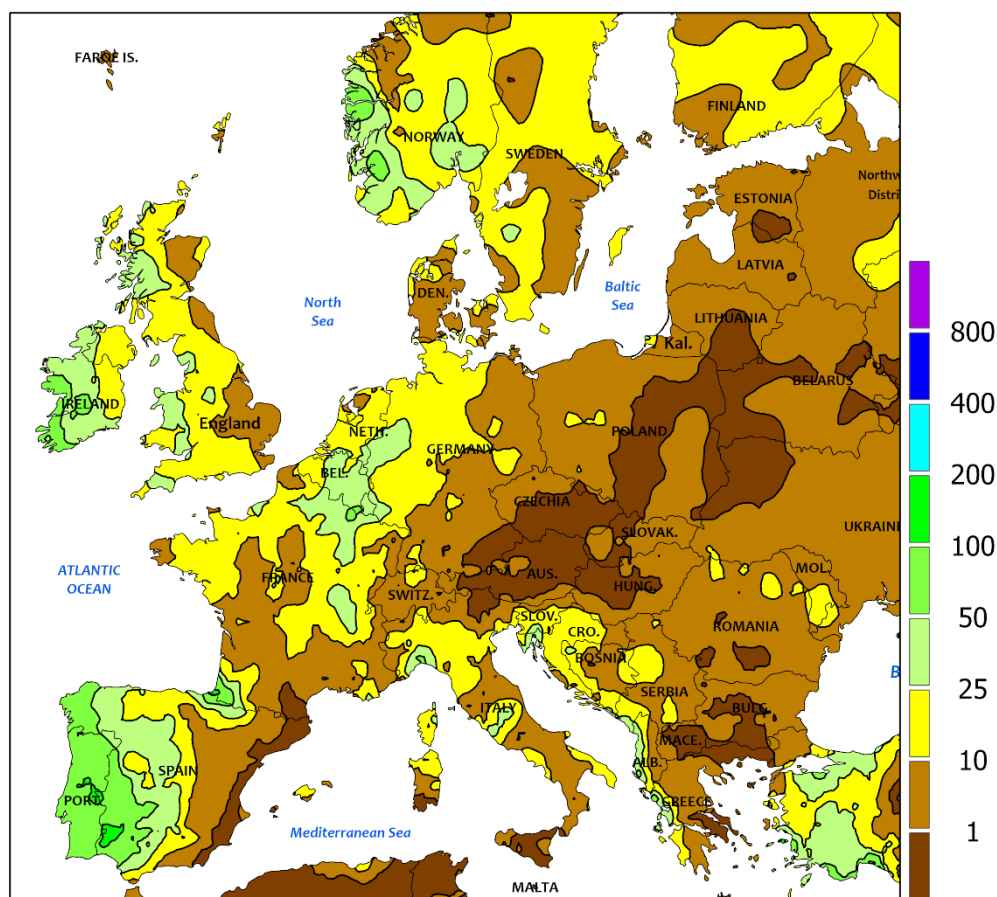 FAROE IS.
FINLAND
NORWAY
SWEDEN
Northw
Distri
ESTONIA
LATVIA
North
Sea
DEN.
Baltic
Sea
LITHUANIA
Kal.
BELARUS
IRELAND
England
NETH.
GERMANY
POLAND
BEL.
CZECHIA
SLOVAK.
UKRAINE
ATLANTIC
OCEAN
FRANCE
SWITZ.
AUS.
HUNG.
MOL.
SLOV.
CRO.
ROMANIA
BOSNIA
B
SERBIA
ITALY
BULG.
SPAIN
MACE.
ALB.
PORT.
GREECE
Mediterranean Sea
MALTA
800
400
200
100
50
25
10
1